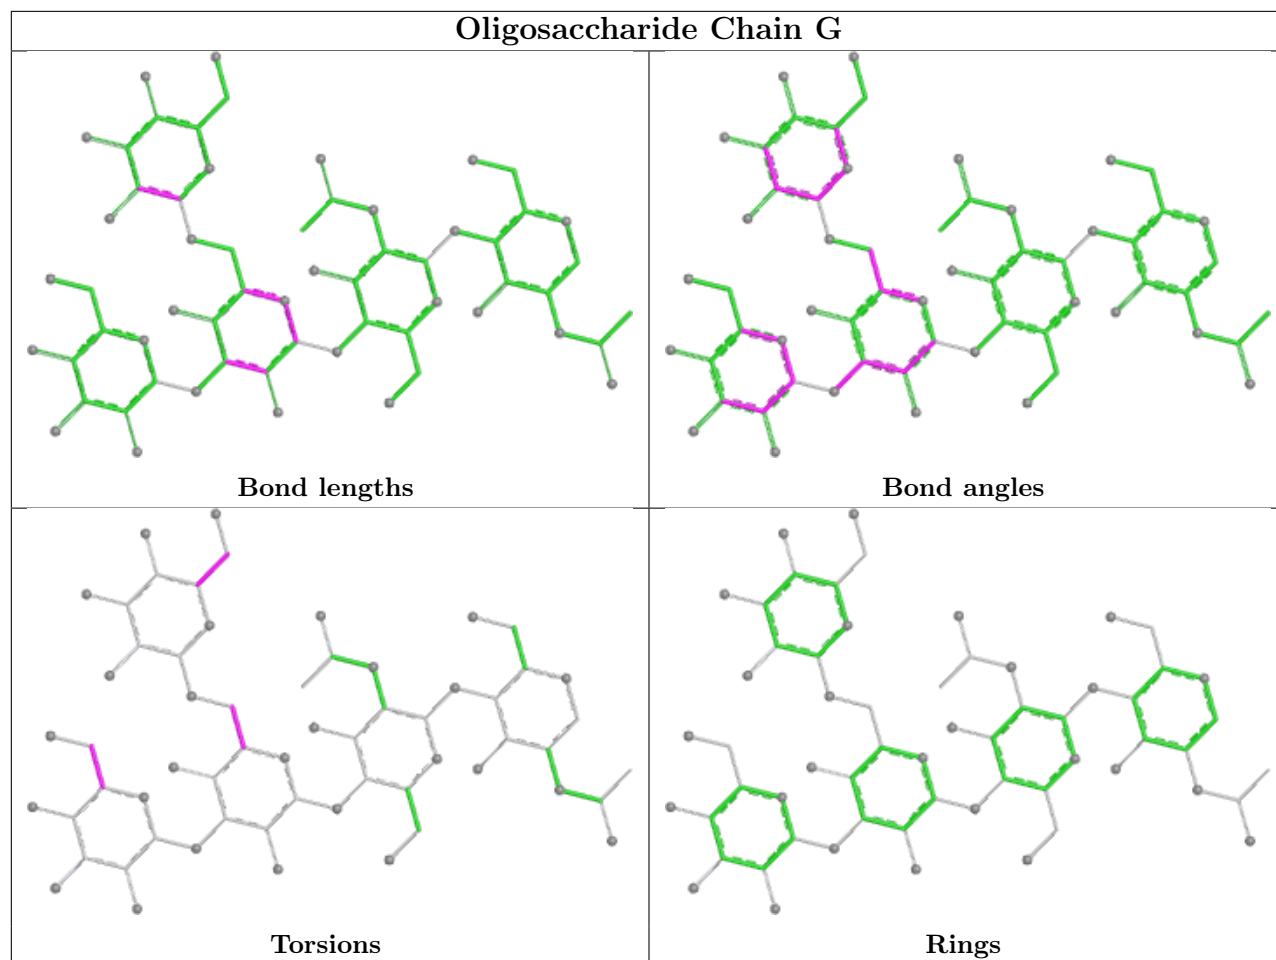 Oligosaccharide Chain G
Bond lengths
Bond angles
Torsions
Rings